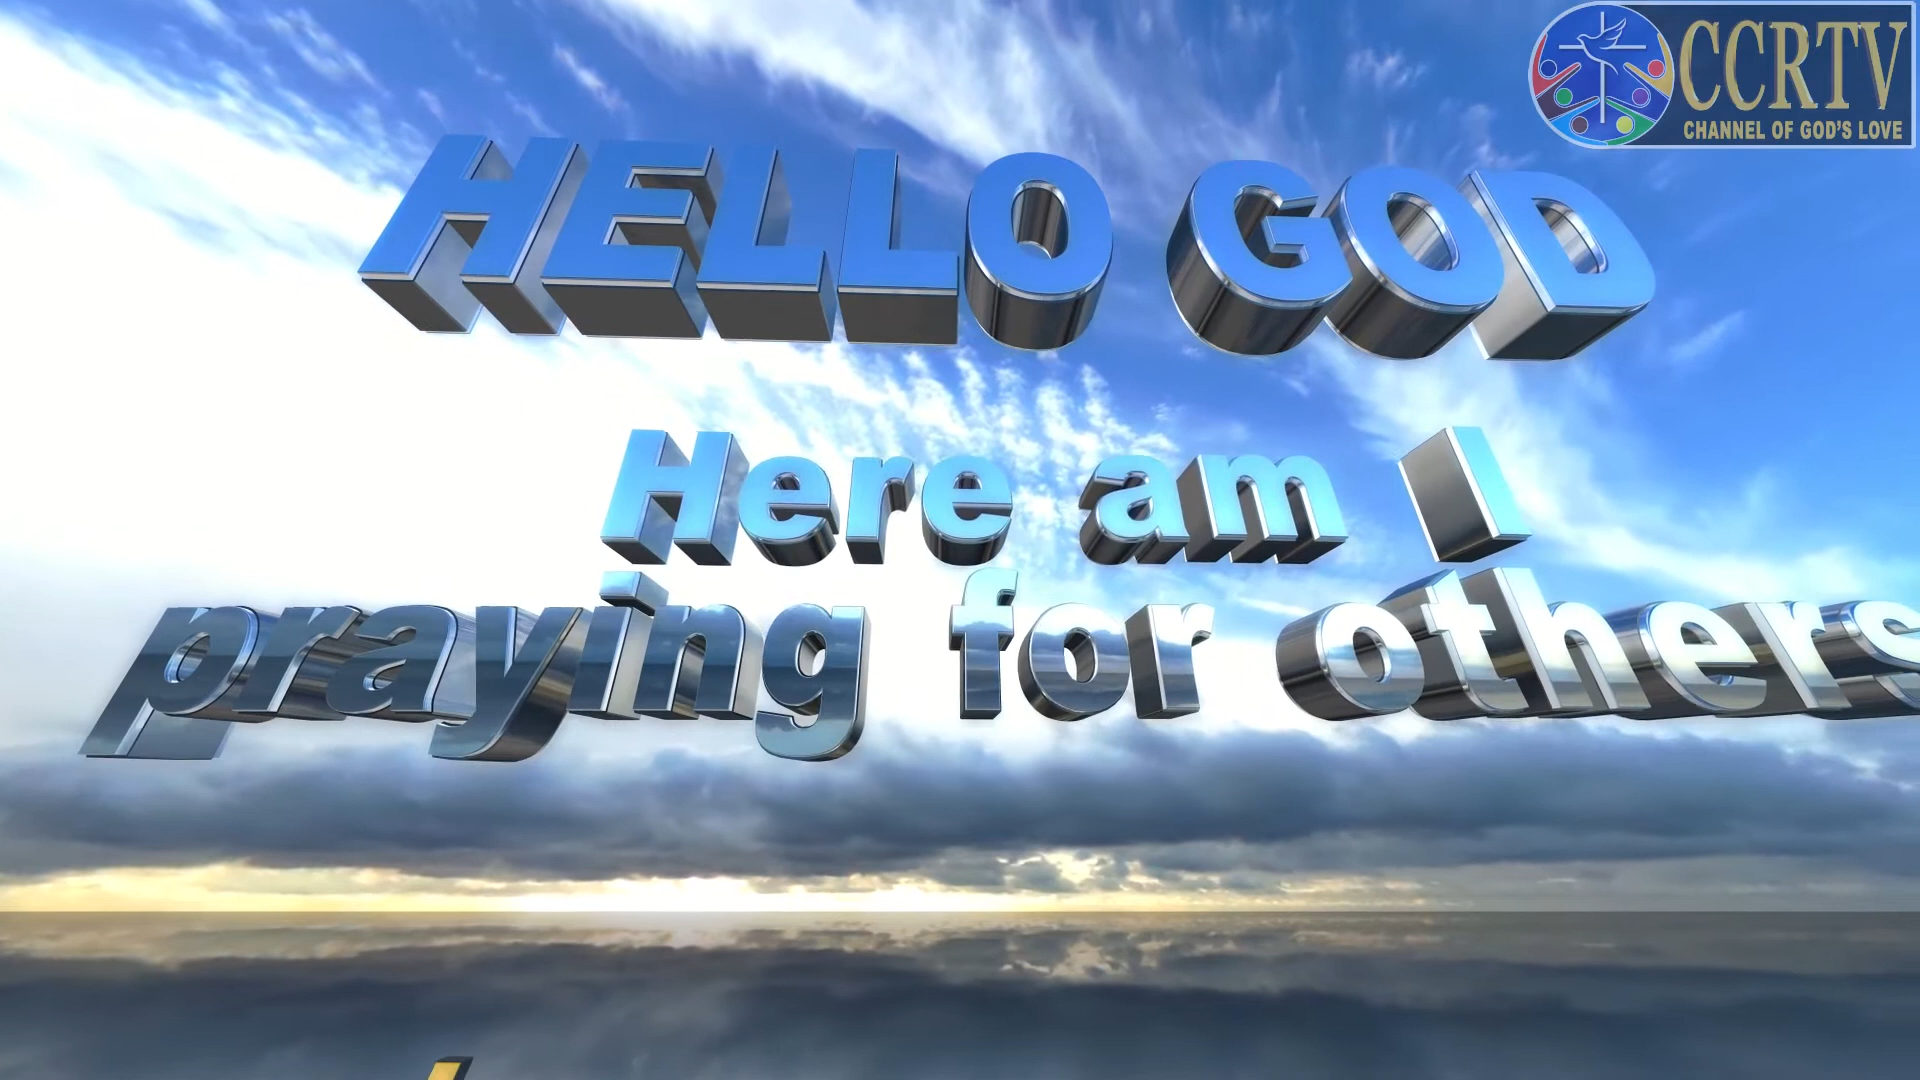 CCRTV
CHANNEL OF GOD'S LOVE
HELLO GOD
Here am I
praying for others